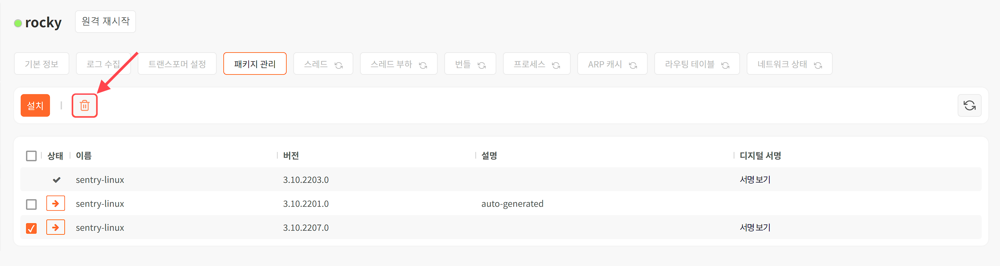 rocky 원격 재시작
기본 정보 로그 수집 트랜스포머 설정 패키지 관리 스레드 스레드 부하 번들 프로세스 ARP 캐시 라우팅 테이블 네트워크 상태
설치
상태 이름 버전 설명 디지털 서명
sentry-linux 3.10.2203.0 서명 보기
sentry-linux 3.10.2201.0 auto-generated
sentry-linux 3.10.2207.0 서명 보기